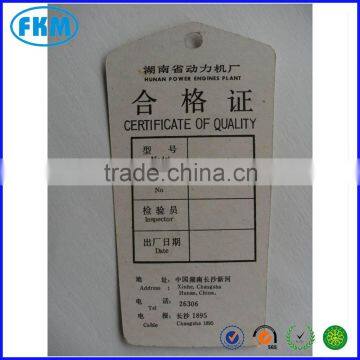 FKM
湖南省动力机厂
HUNAN POWER ENGINES PLANT
合格证
CERTIFICATE OF QUALITY
型号
trade.china.cn
No
检验员
Inspector
出厂日期
Date
地址: 中国湖南长沙新河
Address: Xinhe, Changsha
Hunan, China.
电话: 26306
Tel
电报: 长沙 1895
Cable Changsha 1895